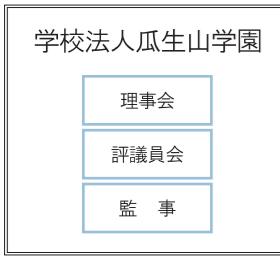 学校法人瓜生山学園
理事会
評議員会
監　事